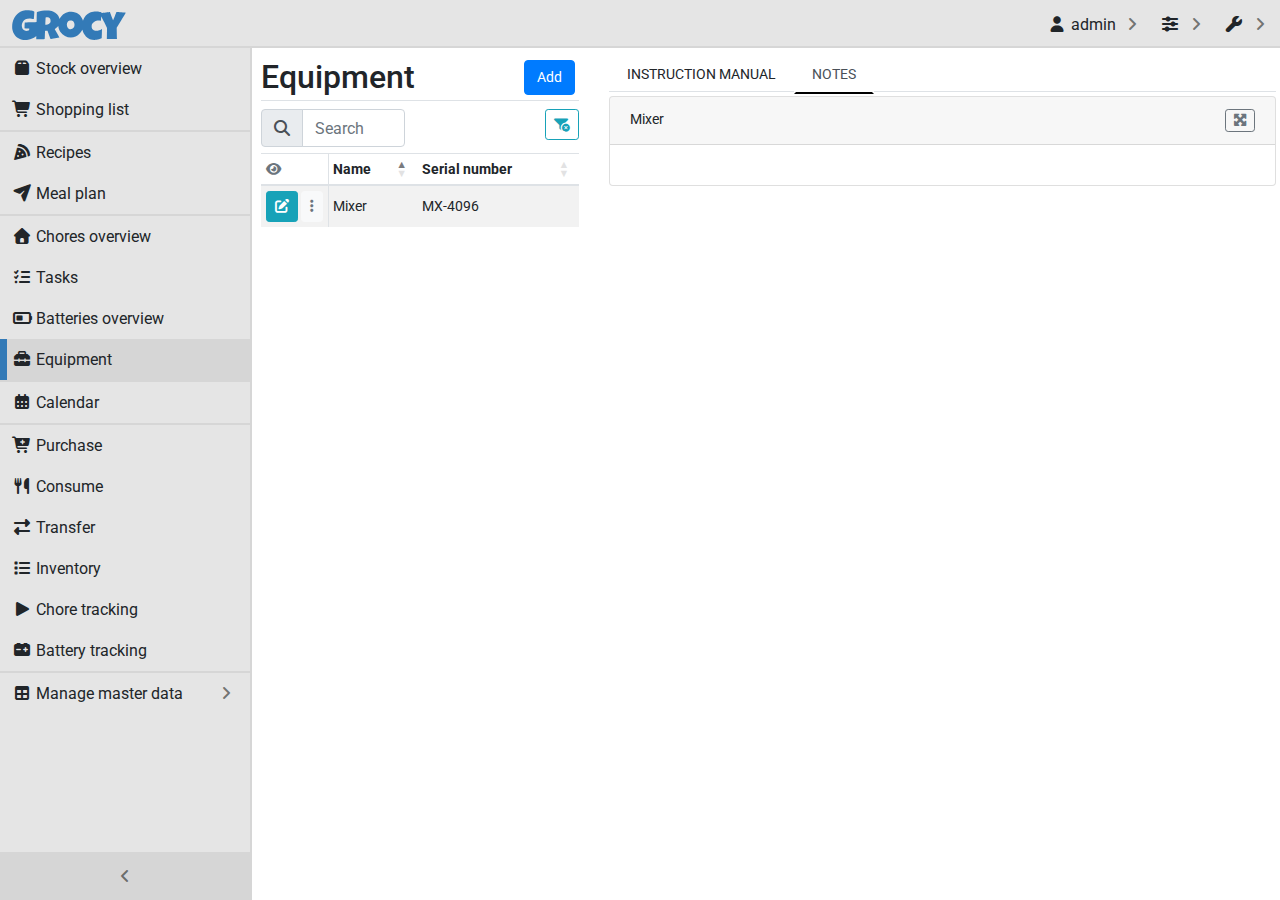 GROCY
admin
Stock overview
Shopping list
Recipes
Meal plan
Chores overview
Tasks
Batteries overview
Equipment
Calendar
Purchase
Consume
Transfer
Inventory
Chore tracking
Battery tracking
Manage master data
Equipment
Add
Search
Name Serial number
Mixer MX-4096
INSTRUCTION MANUAL NOTES
Mixer